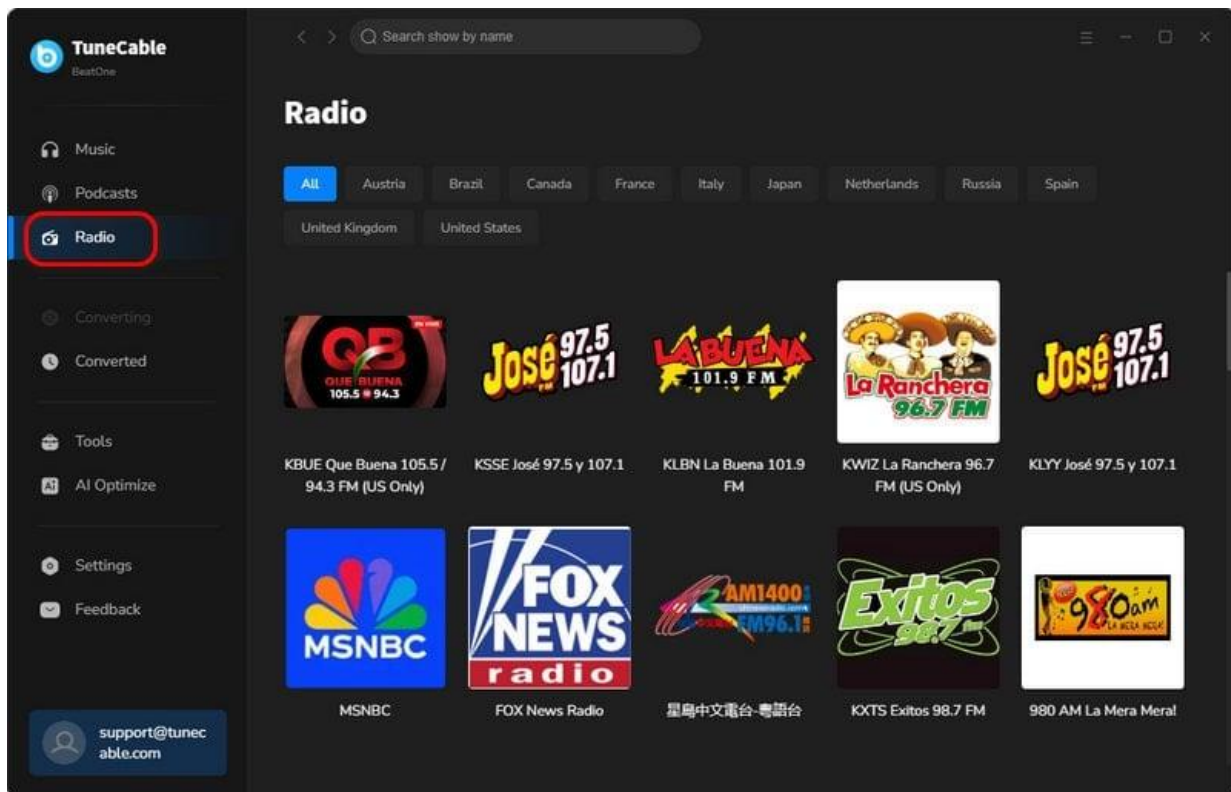 TuneCable
BeatOne
Search show by name
Music
Podcasts
Radio
Converting
Converted
Tools
AI Optimize
Settings
Feedback
support@tunec
able.com
Radio
All Austria Brazil Canada France Italy Japan Netherlands Russia Spain
United Kingdom United States
QB
QUE BUENA
105.5 94.3
José 97.5
FM 107.1
LA BUENA
101.9 FM
La Ranchera
96.7 FM
José 97.5
FM 107.1
KBUE Que Buena 105.5 /
94.3 FM (US Only)
KSSE José 97.5 y 107.1
KLBN La Buena 101.9
FM
KWIZ La Ranchera 96.7
FM (US Only)
KLYY José 97.5 y 107.1
MSNBC
FOX
NEWS
radio
AM1400
FM96.1
Exitos
98.7 fm
980am
LA MERA MERA!
MSNBC
FOX News Radio
星島中文電台-粵語台
KXTS Exitos 98.7 FM
980 AM La Mera Mera!